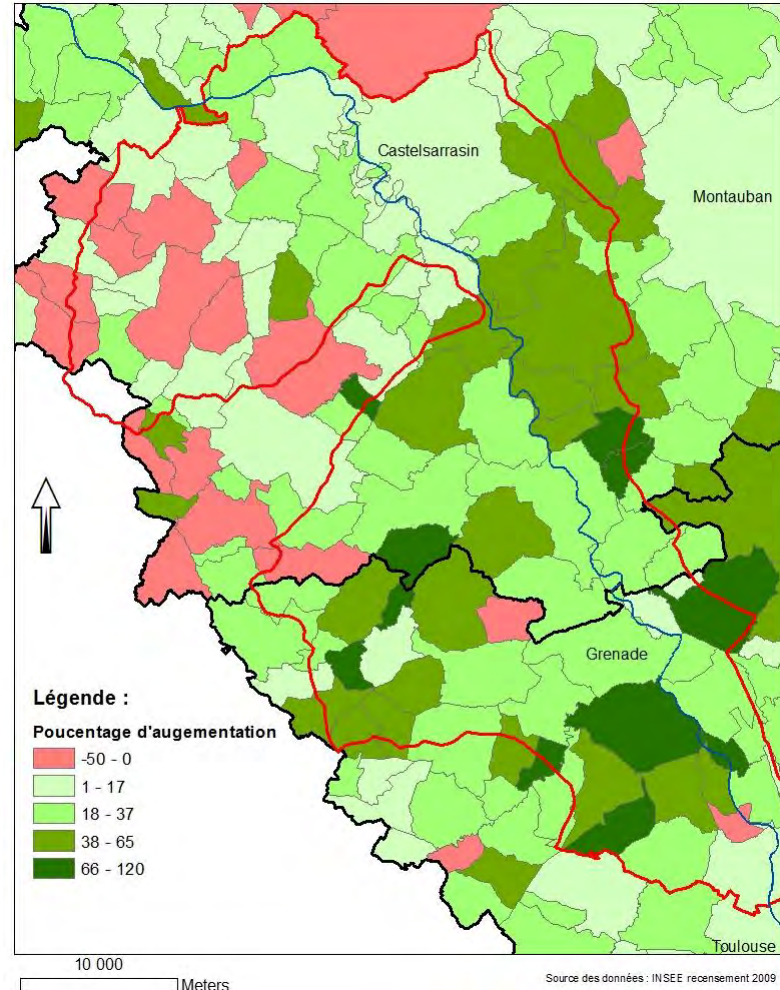 Castelsarrasin
Montauban
Grenade
Légende :
Poucentage d'augementation
-50 - 0
1 - 17
18 - 37
38 - 65
66 - 120
Toulouse
10 000
Meters
Source des données : INSEE recensement 2009